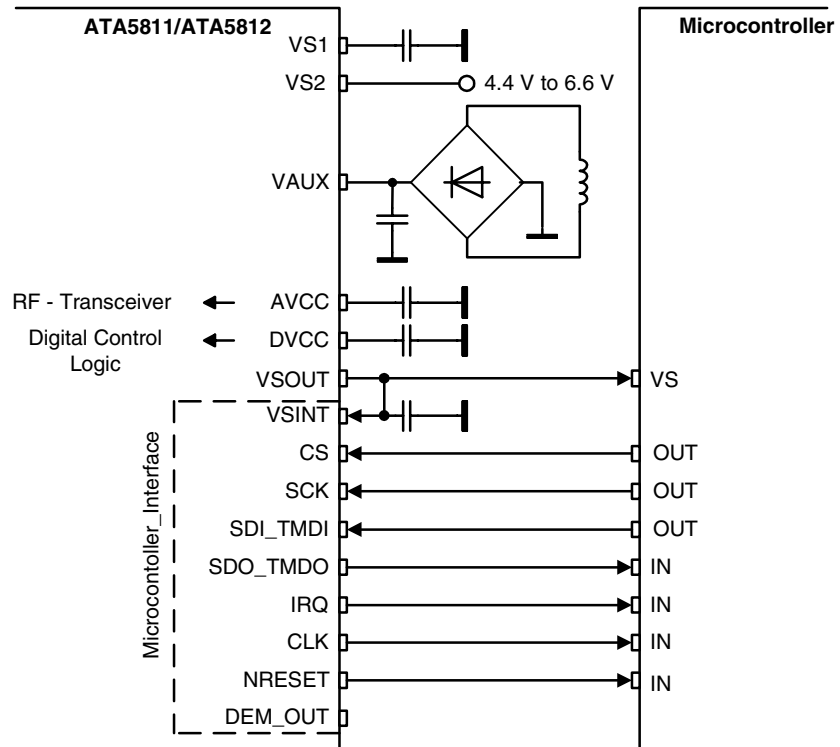 ATA5811/ATA5812
Microcontroller
VS1
VS2
4.4 V to 6.6 V
VAUX
RF - Transceiver
AVCC
Digital Control
Logic
DVCC
VSOUT
VS
VSINT
CS
OUT
SCK
OUT
SDI_TMDI
OUT
SDO_TMDO
IN
IRQ
IN
CLK
IN
NRESET
IN
DEM_OUT
Microcontoller_Interface